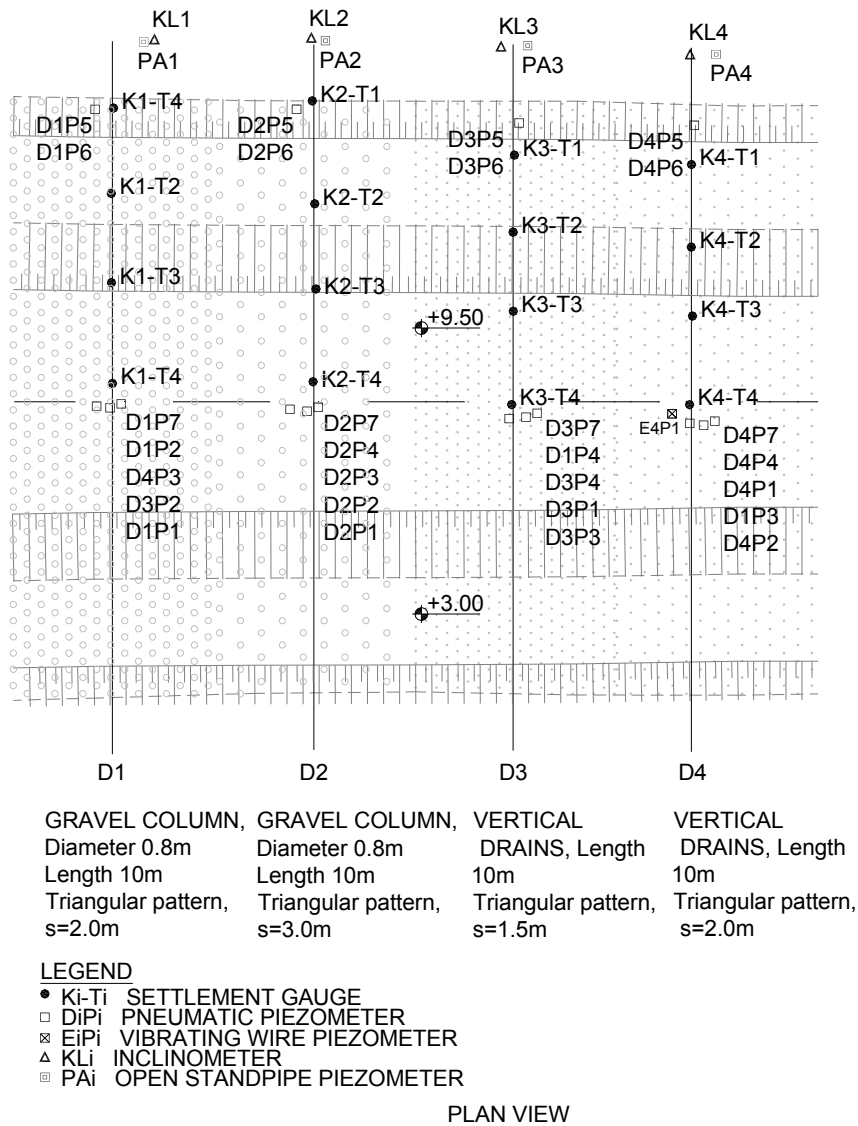 KL1
KL2
KL3
KL4
PA1
PA2
PA3
PA4
K1-T4
K2-T1
D1P5
D1P6
D2P5
D2P6
D3P5
D3P6
K3-T1
D4P5
D4P6
K4-T1
K1-T2
K2-T2
K3-T2
K4-T2
K1-T3
K2-T3
K3-T3
K4-T3
+9.50
K1-T4
K2-T4
K3-T4
K4-T4
E4P1
D1P7
D1P2
D4P3
D3P2
D1P1
D2P7
D2P4
D2P3
D2P2
D2P1
D3P7
D1P4
D3P4
D3P1
D3P3
D4P7
D4P4
D4P1
D1P3
D4P2
+3.00
D1
D2
D3
D4
GRAVEL COLUMN,
Diameter 0.8m
Length 10m
Triangular pattern,
s=2.0m
GRAVEL COLUMN,
Diameter 0.8m
Length 10m
Triangular pattern,
s=3.0m
VERTICAL
DRAINS, Length
10m
Triangular pattern,
s=1.5m
VERTICAL
DRAINS, Length
10m
Triangular pattern,
s=2.0m
LEGEND
Ki-Ti SETTLEMENT GAUGE
DiPi PNEUMATIC PIEZOMETER
EiPi VIBRATING WIRE PIEZOMETER
KLi INCLINOMETER
PAi OPEN STANDPIPE PIEZOMETER
PLAN VIEW